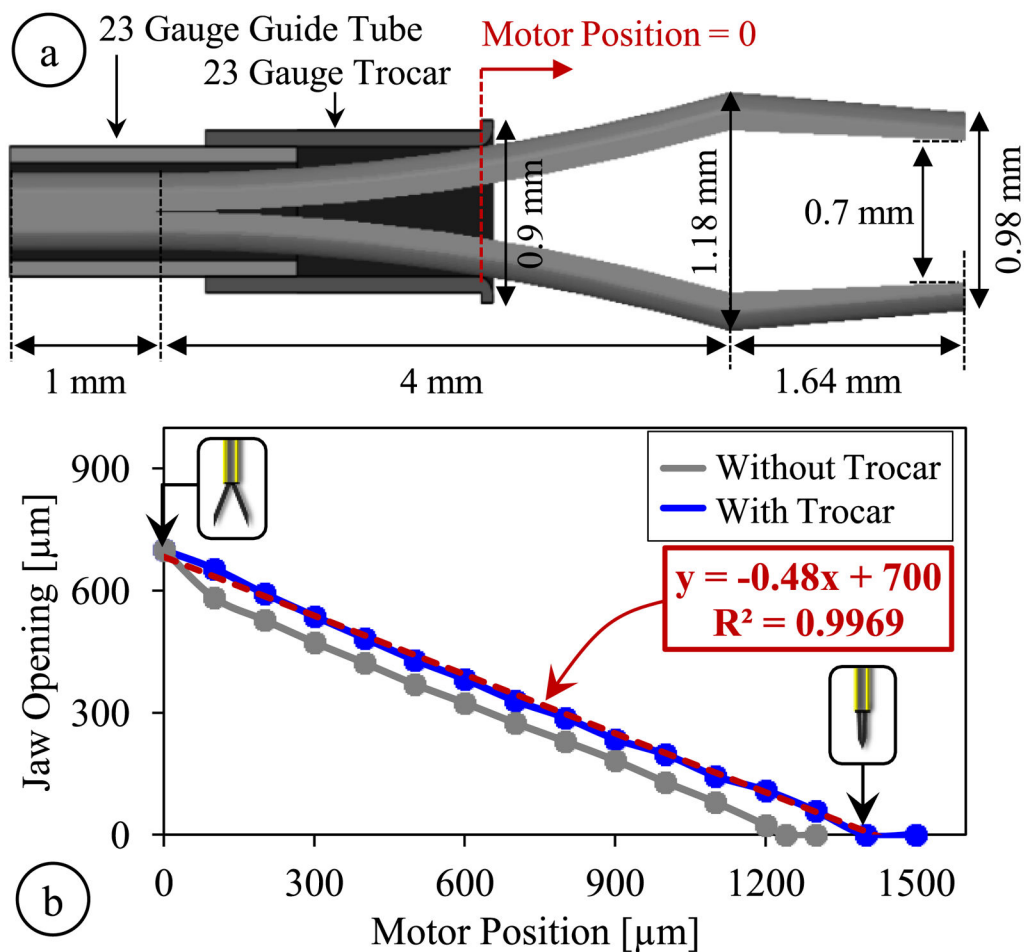 a
23 Gauge Guide Tube
23 Gauge Trocar
Motor Position = 0
0.9 mm
1.18 mm
0.7 mm
0.98 mm
1 mm
4 mm
1.64 mm
Jaw Opening [µm]
900
600
300
0
Without Trocar
With Trocar
y = -0.48x + 700
R² = 0.9969
0
300
600
900
1200
1500
Motor Position [µm]
b